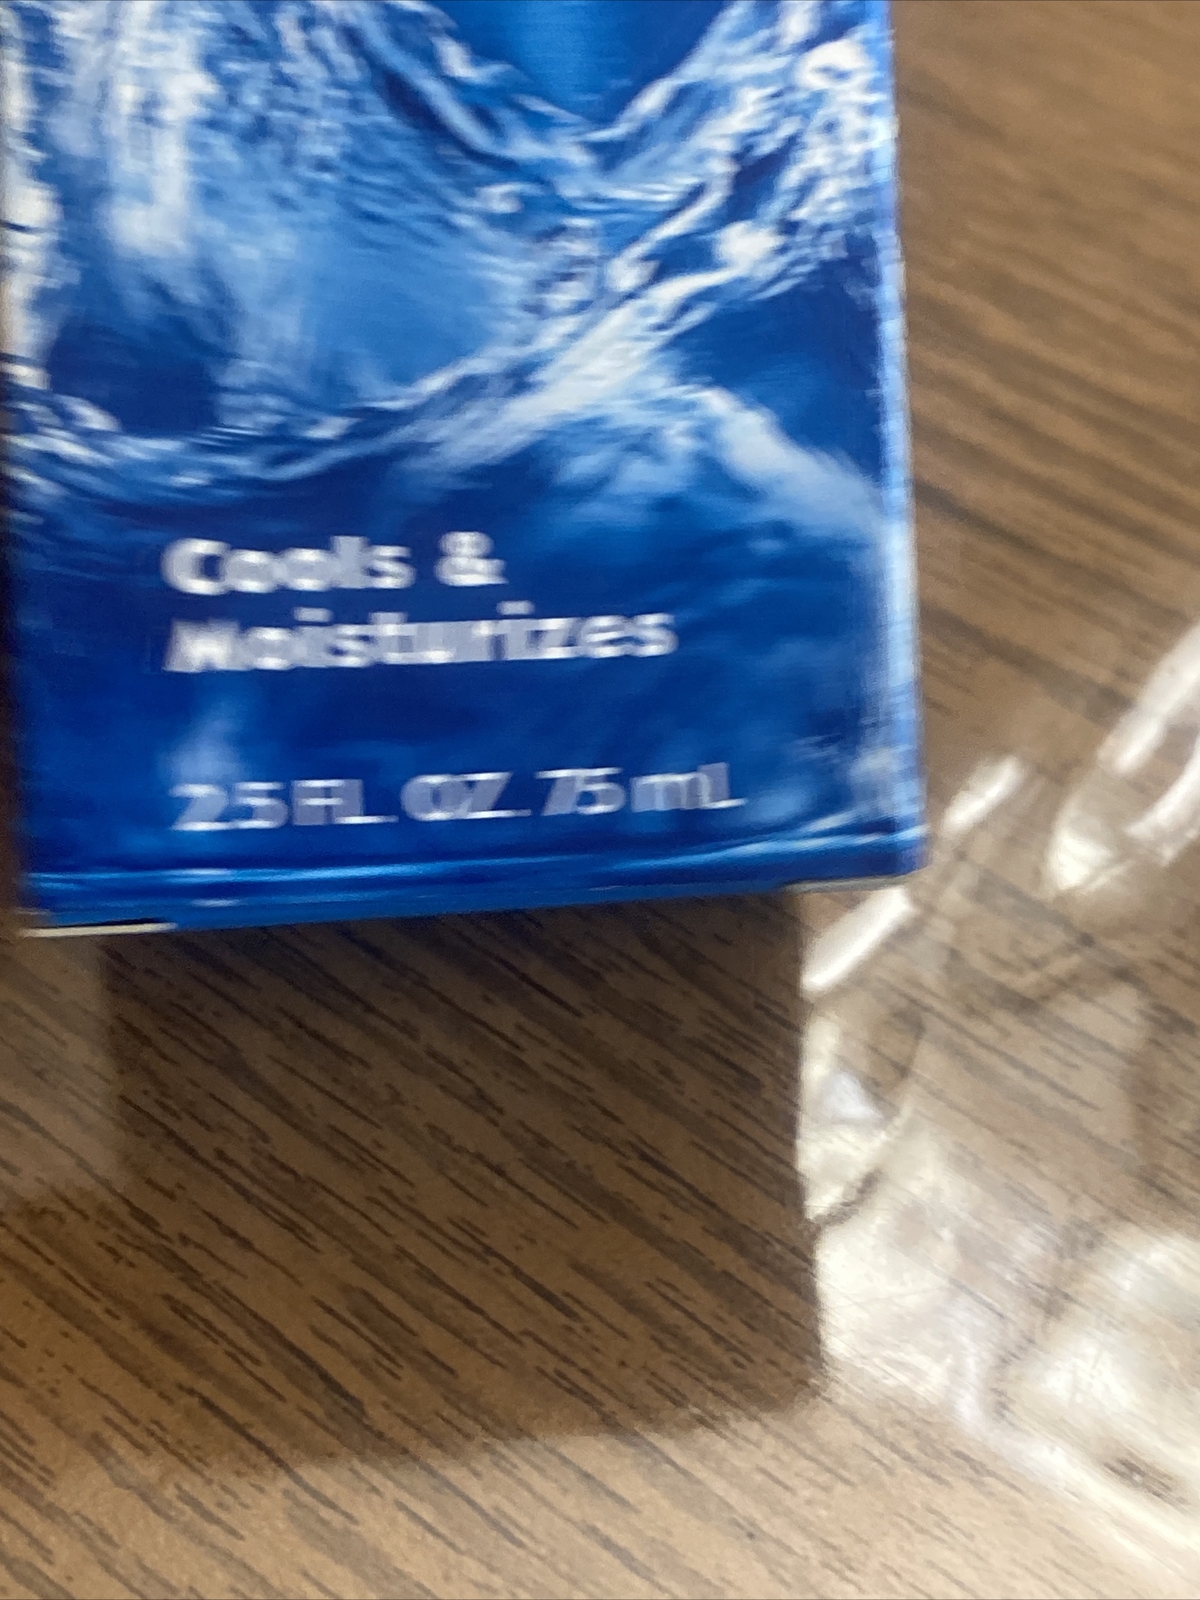 Cools &
Moisturizes
2.5 FL. OZ. 75 mL